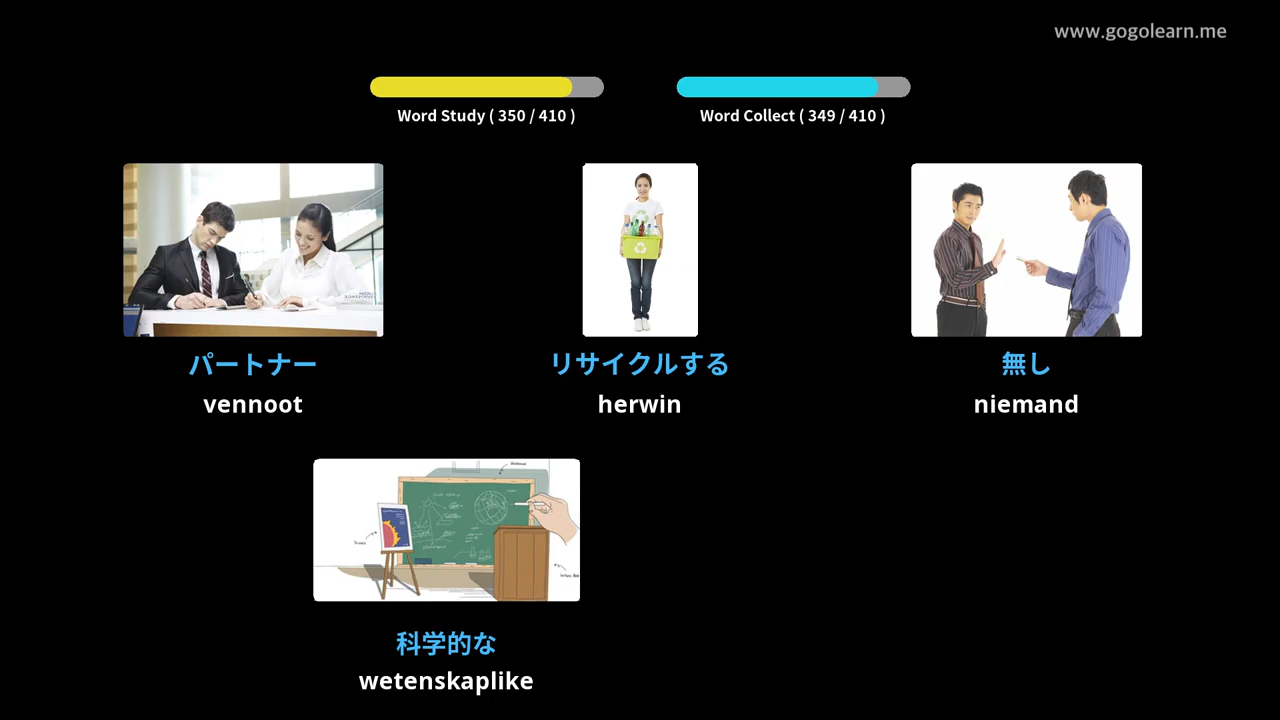 www.gogolearn.me
Word Study ( 350 / 410 )
Word Collect ( 349 / 410 )
パートナー
vennoot
リサイクルする
herwin
無し
niemand
科学的な
wetenskaplike